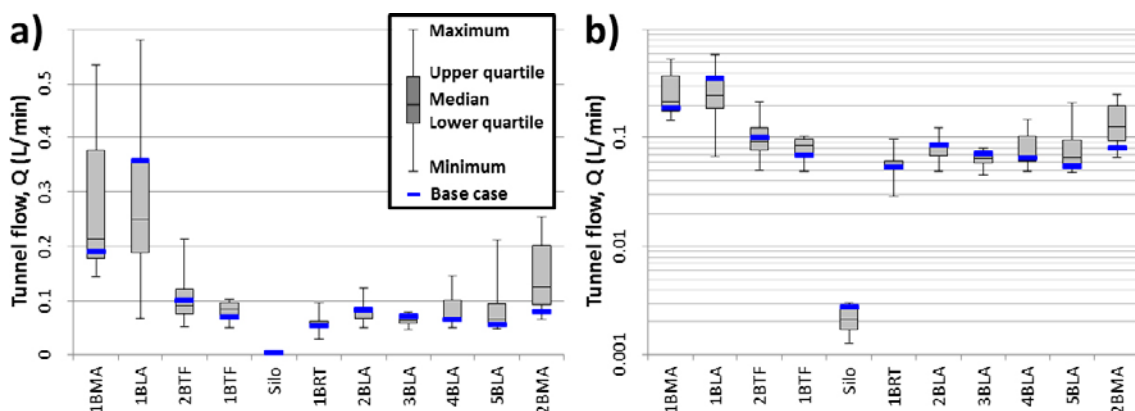 a)
Tunnel flow, Q (L/min)
0.5
0.4
0.3
0.2
0.1
0
1BMA
1BLA
2BTF
1BTF
Silo
1BRT
2BLA
3BLA
4BLA
5BLA
2BMA
Maximum
Upper quartile
Median
Lower quartile
Minimum
Base case
b)
Tunnel flow, Q (L/min)
0.1
0.01
0.001
1BMA
1BLA
2BTF
1BTF
Silo
1BRT
2BLA
3BLA
4BLA
5BLA
2BMA